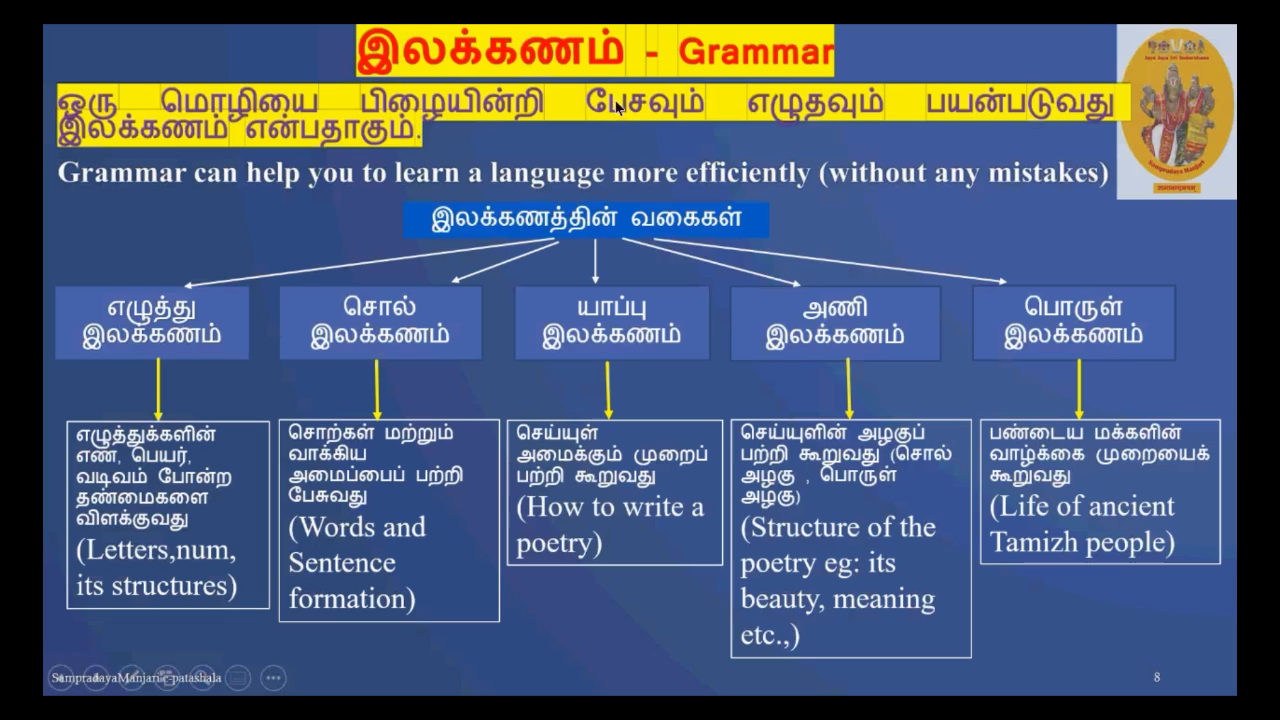 இலக்கணம் - Grammar
ஒரு மொழியை பிழையின்றி பேசவும் எழுதவும் பயன்படுவது
இலக்கணம் என்பதாகும்.
Grammar can help you to learn a language more efficiently (without any mistakes)
இலக்கணத்தின் வகைகள்
எழுத்து
இலக்கணம்
சொல்
இலக்கணம்
யாப்பு
இலக்கணம்
அணி
இலக்கணம்
பொருள்
இலக்கணம்
எழுத்துக்களின்
எண், பெயர்,
வடிவம் போன்ற
தன்மைகளை
விளக்குவது
(Letters,num,
its structures)
சொற்கள் மற்றும்
வாக்கிய
அமைப்பைப் பற்றி
பேசுவது
(Words and
Sentence
formation)
செய்யுள்
அமைக்கும் முறைப்
பற்றி கூறுவது
(How to write a
poetry)
செய்யுளின் அழகுப்
பற்றி கூறுவது (சொல்
அழகு , பொருள்
அழகு)
(Structure of the
poetry eg: its
beauty, meaning
etc.,)
பண்டைய மக்களின்
வாழ்க்கை முறையைக்
கூறுவது
(Life of ancient
Tamizh people)
SampradayaManjari e-patashala
8